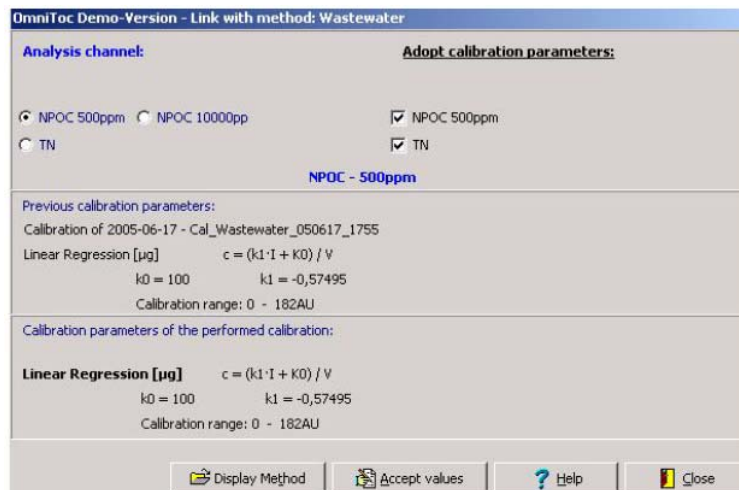 OmniToc Demo-Version - Link with method: Wastewater
Analysis channel:
Adopt calibration parameters:
NPOC 500ppm
NPOC 10000pp
NPOC 500ppm
TN
TN
NPOC - 500ppm
Previous calibration parameters:
Calibration of 2005-06-17 - Cal_Wastewater_050617_1755
Linear Regression [µg] c = (k1·I + K0) / V
k0 = 100 k1 = -0,57495
Calibration range: 0 - 182AU
Calibration parameters of the performed calibration:
Linear Regression [µg] c = (k1·I + K0) / V
k0 = 100 k1 = -0,57495
Calibration range: 0 - 182AU
Display Method
Accept values
? Help
Close